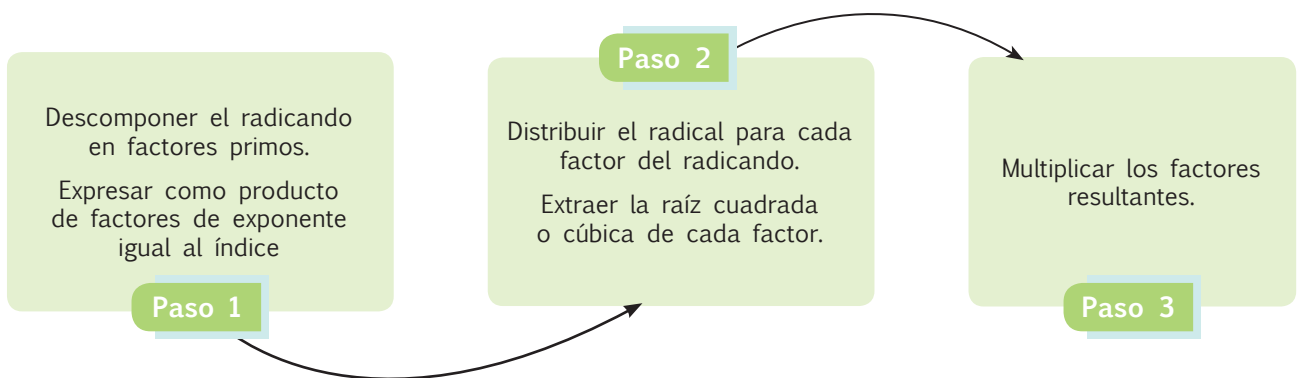 Descomponer el radicando
en factores primos.
Expresar como producto
de factores de exponente
igual al índice
Paso 1
Paso 2
Distribuir el radical para cada
factor del radicando.
Extraer la raíz cuadrada
o cúbica de cada factor.
Multiplicar los factores
resultantes.
Paso 3